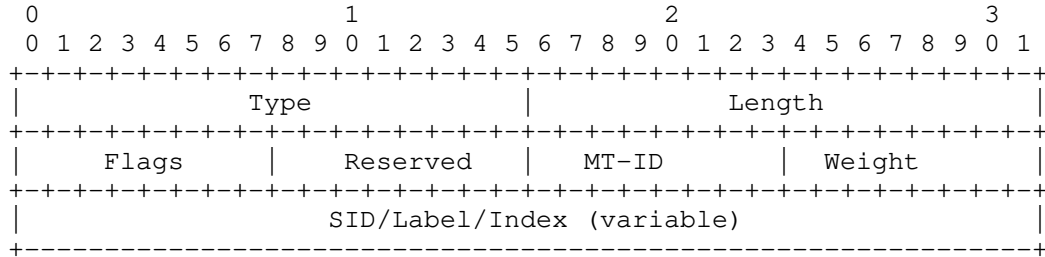 0                   1                   2                   3
 0 1 2 3 4 5 6 7 8 9 0 1 2 3 4 5 6 7 8 9 0 1 2 3 4 5 6 7 8 9 0 1
+-+-+-+-+-+-+-+-+-+-+-+-+-+-+-+-+-+-+-+-+-+-+-+-+-+-+-+-+-+-+-+-+
|              Type             |            Length             |
+-+-+-+-+-+-+-+-+-+-+-+-+-+-+-+-+-+-+-+-+-+-+-+-+-+-+-+-+-+-+-+-+
|     Flags     |    Reserved   |   MT-ID       |  Weight       |
+-+-+-+-+-+-+-+-+-+-+-+-+-+-+-+-+-+-+-+-+-+-+-+-+-+-+-+-+-+-+-+-+
|                   SID/Label/Index (variable)                  |
+---------------------------------------------------------------+